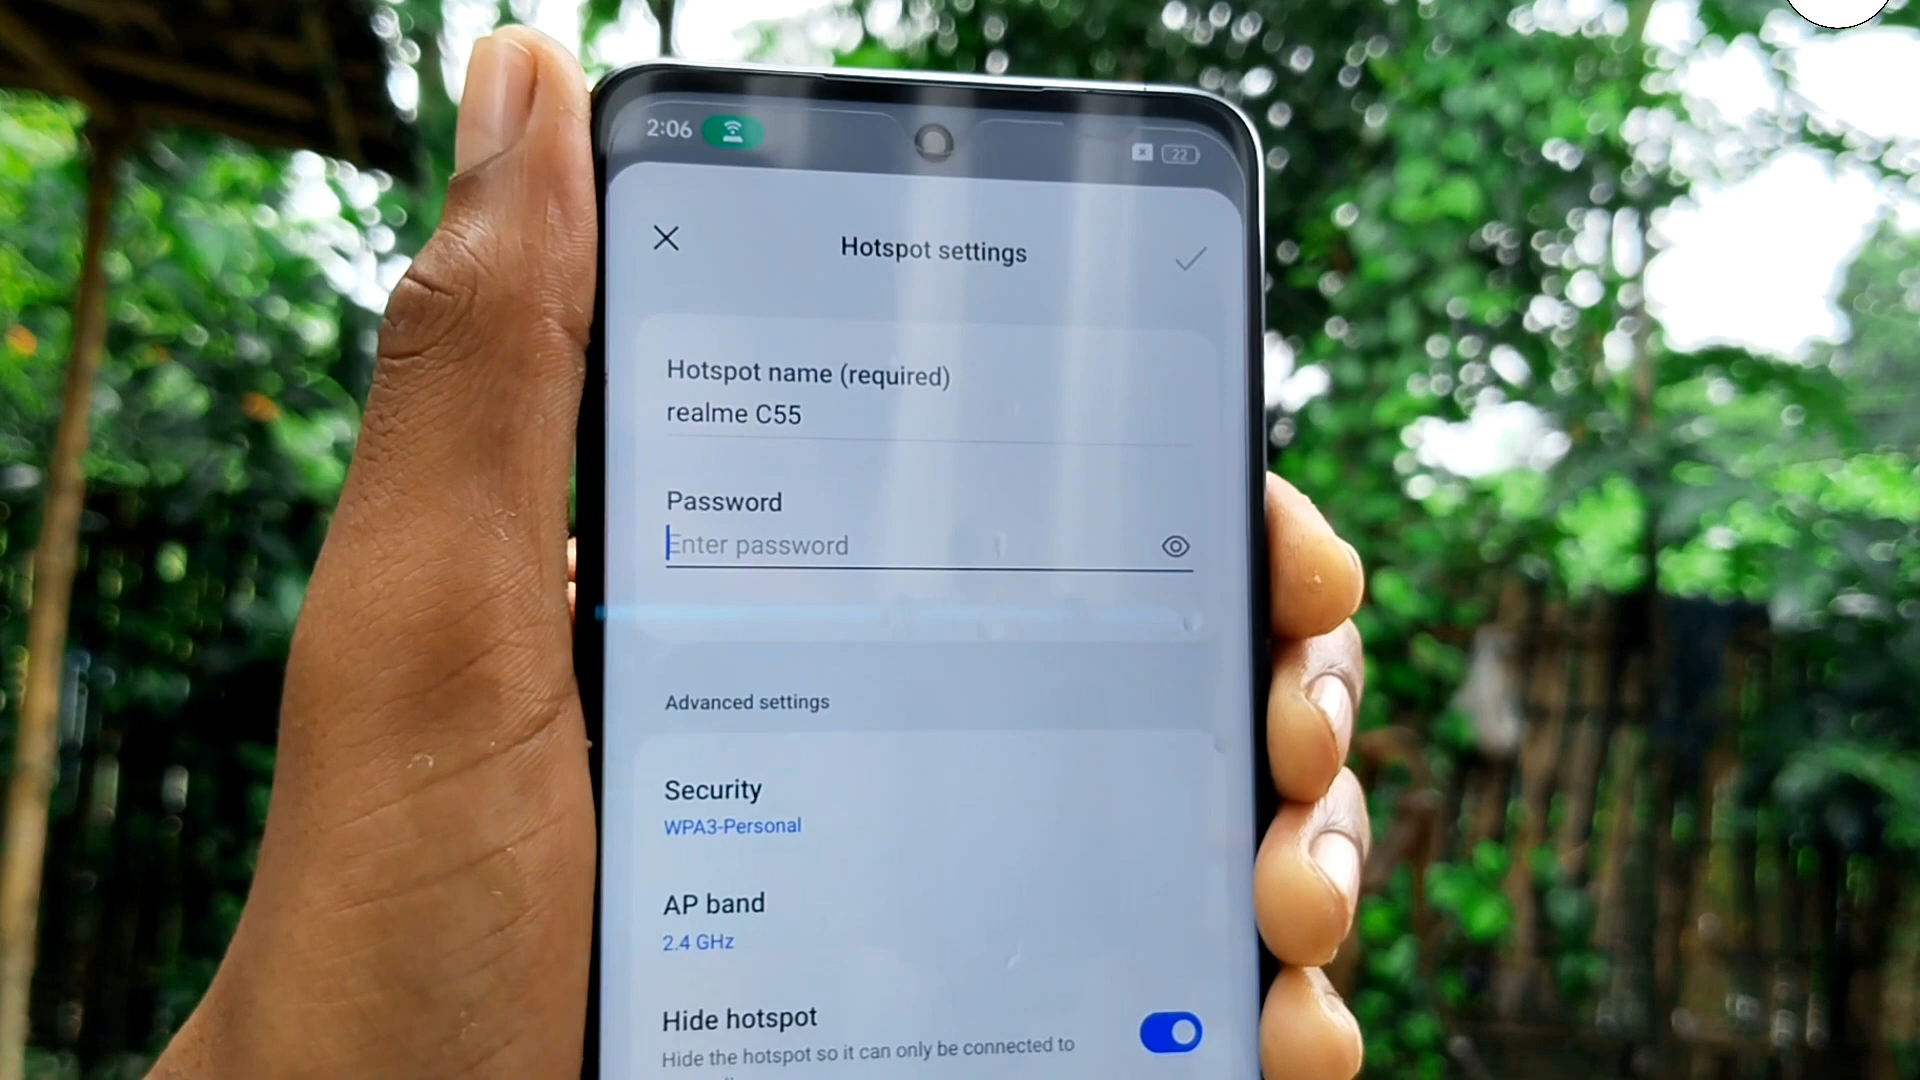 2:06
22
Hotspot settings
Hotspot name (required)
realme C55
Password
Enter password
Advanced settings
Security
WPA3-Personal
AP band
2.4 GHz
Hide hotspot
Hide the hotspot so it can only be connected to